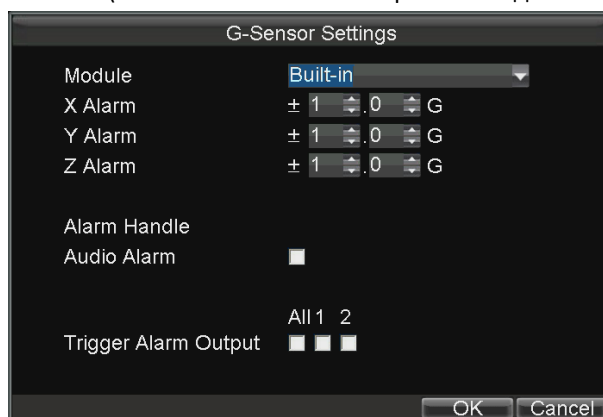 G-Sensor Settings
Module Built-in
X Alarm ± 1 . 0 G
Y Alarm ± 1 . 0 G
Z Alarm ± 1 . 0 G
Alarm Handle
Audio Alarm
All 1 2
Trigger Alarm Output
OK Cancel